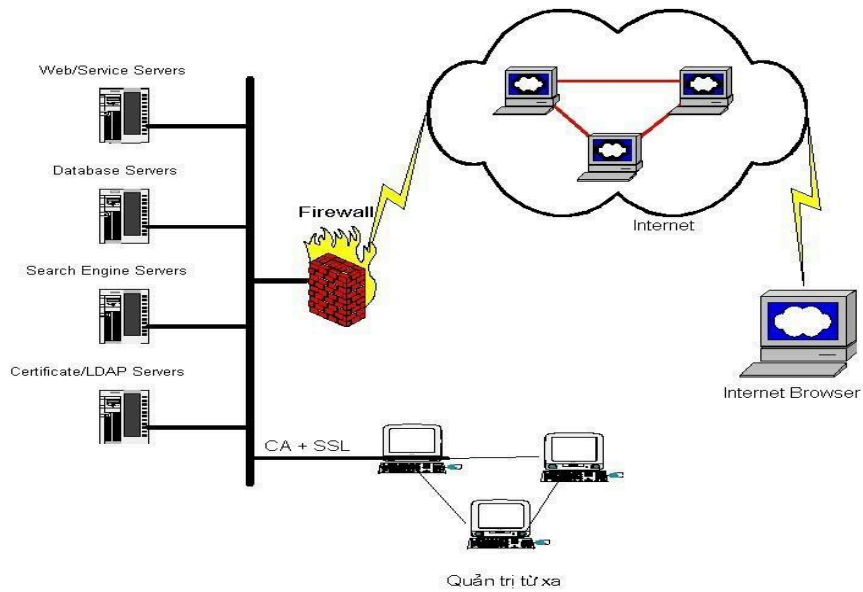 Web/Service Servers
Database Servers
Firewall
Internet
Search Engine Servers
Internet Browser
Certificate/LDAP Servers
CA + SSL
Quản trị từ xa